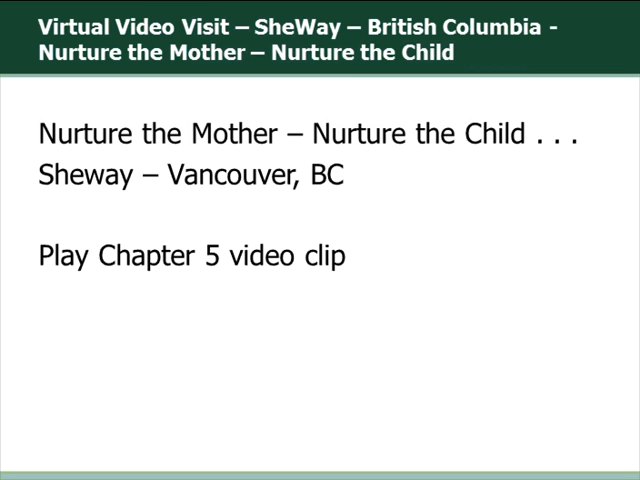 Virtual Video Visit – SheWay – British Columbia -
Nurture the Mother – Nurture the Child
Nurture the Mother – Nurture the Child . . .
Sheway – Vancouver, BC
Play Chapter 5 video clip